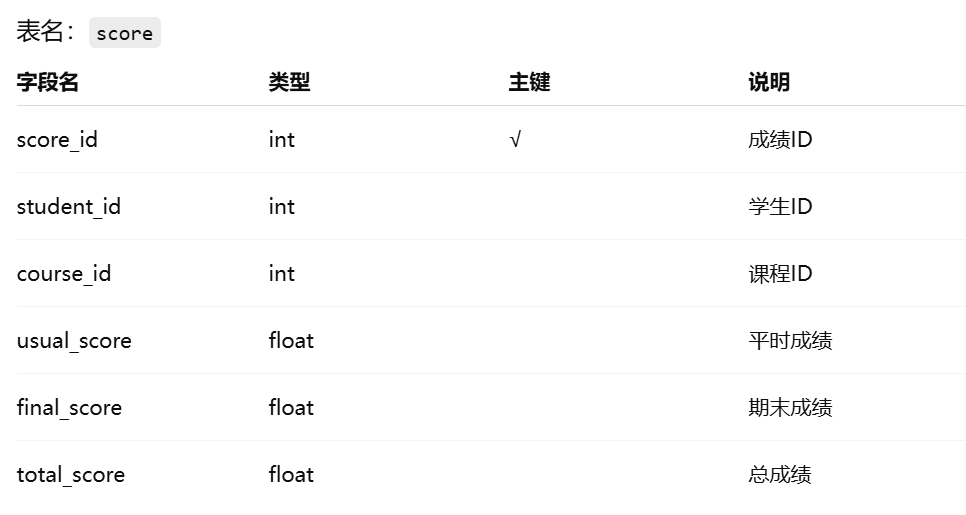 表名： score
字段名 类型 主键 说明
score_id int √ 成绩ID
student_id int 学生ID
course_id int 课程ID
usual_score float 平时成绩
final_score float 期末成绩
total_score float 总成绩